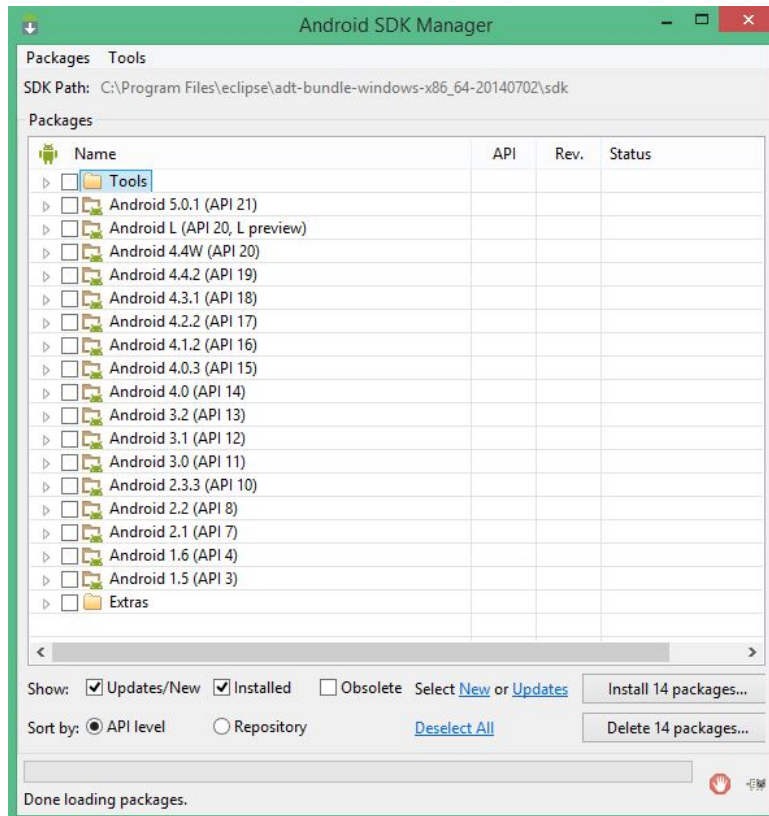 Android SDK Manager
Packages Tools
SDK Path: C:\Program Files\eclipse\adt-bundle-windows-x86_64-20140702\sdk
Packages
Name API Rev. Status
Tools
Android 5.0.1 (API 21)
Android L (API 20, L preview)
Android 4.4W (API 20)
Android 4.4.2 (API 19)
Android 4.3.1 (API 18)
Android 4.2.2 (API 17)
Android 4.1.2 (API 16)
Android 4.0.3 (API 15)
Android 4.0 (API 14)
Android 3.2 (API 13)
Android 3.1 (API 12)
Android 3.0 (API 11)
Android 2.3.3 (API 10)
Android 2.2 (API 8)
Android 2.1 (API 7)
Android 1.6 (API 4)
Android 1.5 (API 3)
Extras
Show: Updates/New Installed Obsolete Select New or Updates Install 14 packages...
Sort by: API level Repository Deselect All Delete 14 packages...
Done loading packages.